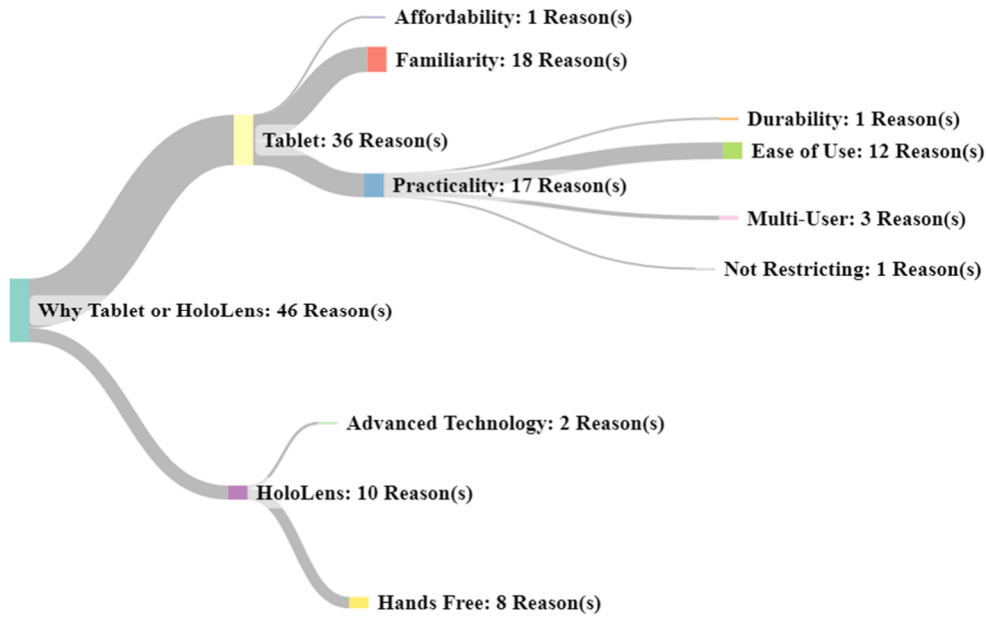 Affordability: 1 Reason(s)
Familiarity: 18 Reason(s)
Durability: 1 Reason(s)
Tablet: 36 Reason(s)
Ease of Use: 12 Reason(s)
Practicality: 17 Reason(s)
Multi-User: 3 Reason(s)
Not Restricting: 1 Reason(s)
Why Tablet or HoloLens: 46 Reason(s)
Advanced Technology: 2 Reason(s)
HoloLens: 10 Reason(s)
Hands Free: 8 Reason(s)